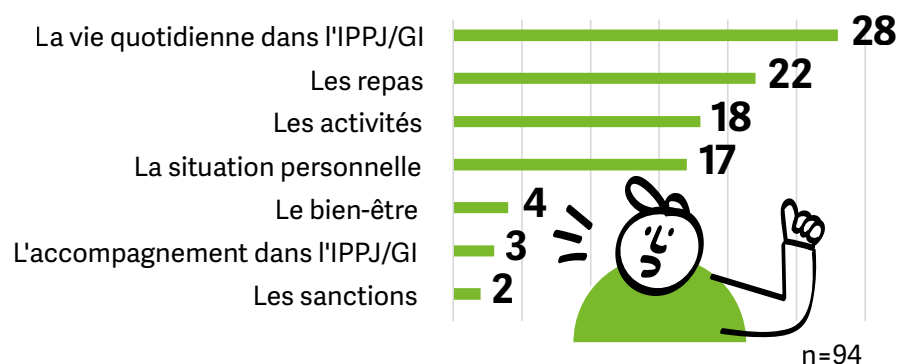 La vie quotidienne dans l'IPPJ/GI 28
Les repas 22
Les activités 18
La situation personnelle 17
Le bien-être 4
L'accompagnement dans l'IPPJ/GI 3
Les sanctions 2
n=94